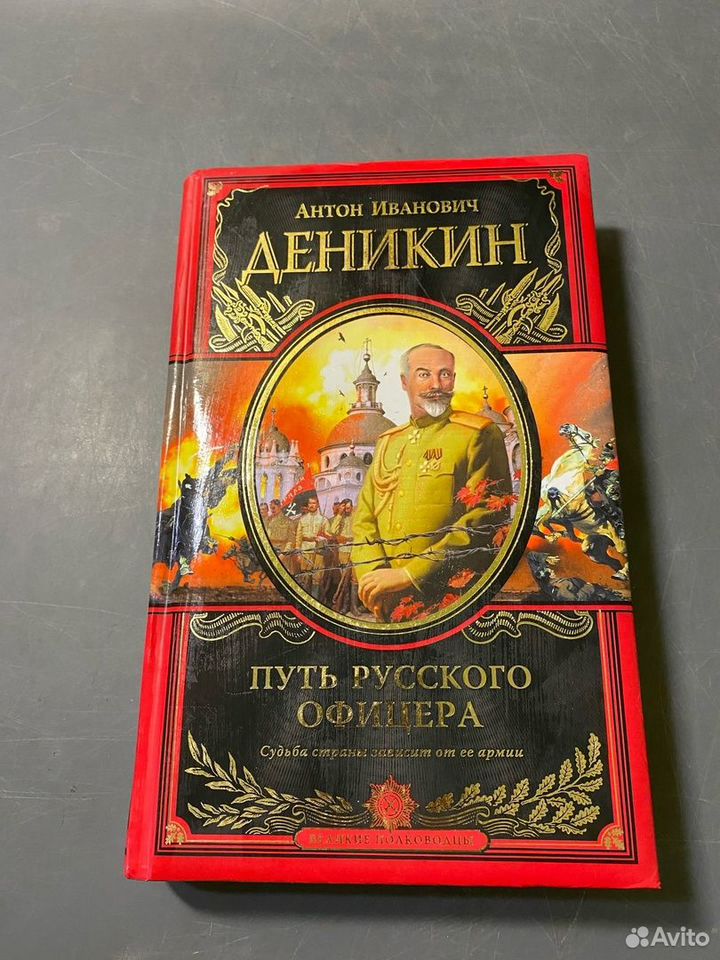 Антон Иванович
ДЕНИКИН
ПУТЬ РУССКОГО
ОФИЦЕРА
Судьба страны зависит от ее армии
ВЕЛИКИЕ ПОЛКОВОДЦЫ
Avito